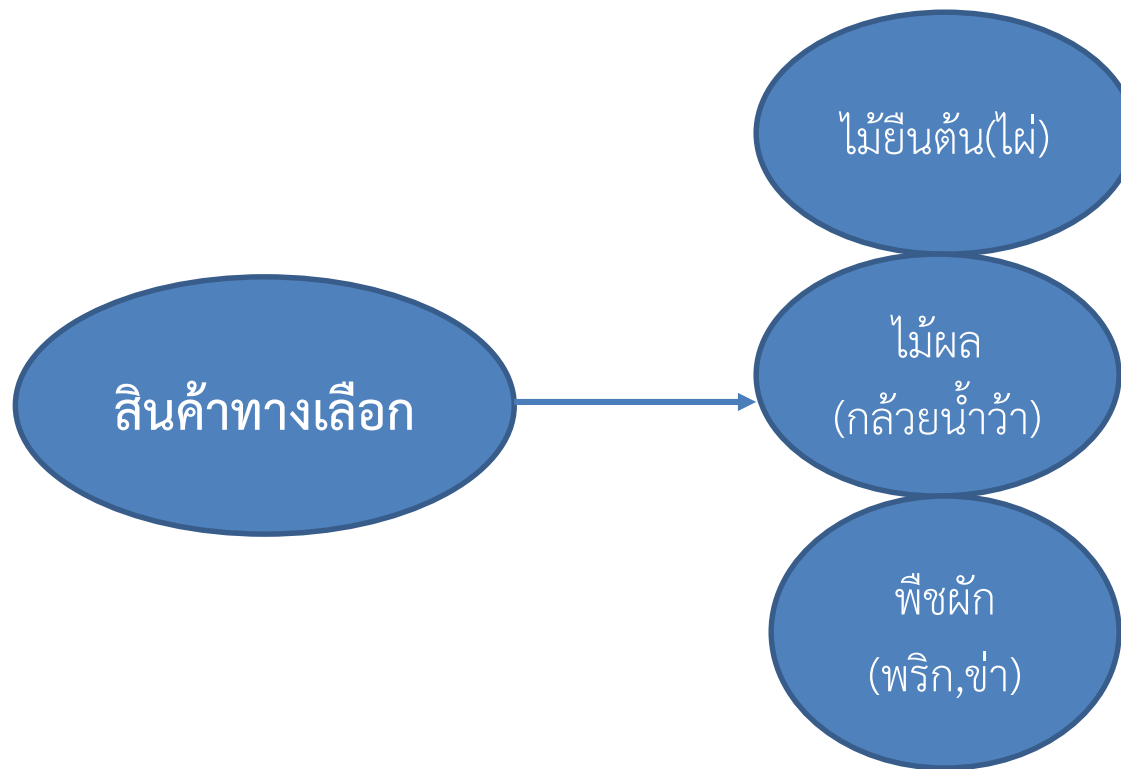 ไม้ยืนต้น(ไผ่)
สินค้าทางเลือก
ไม้ผล
(กล้วยน้ำว้า)
พืชผัก
(พริก,ข่า)